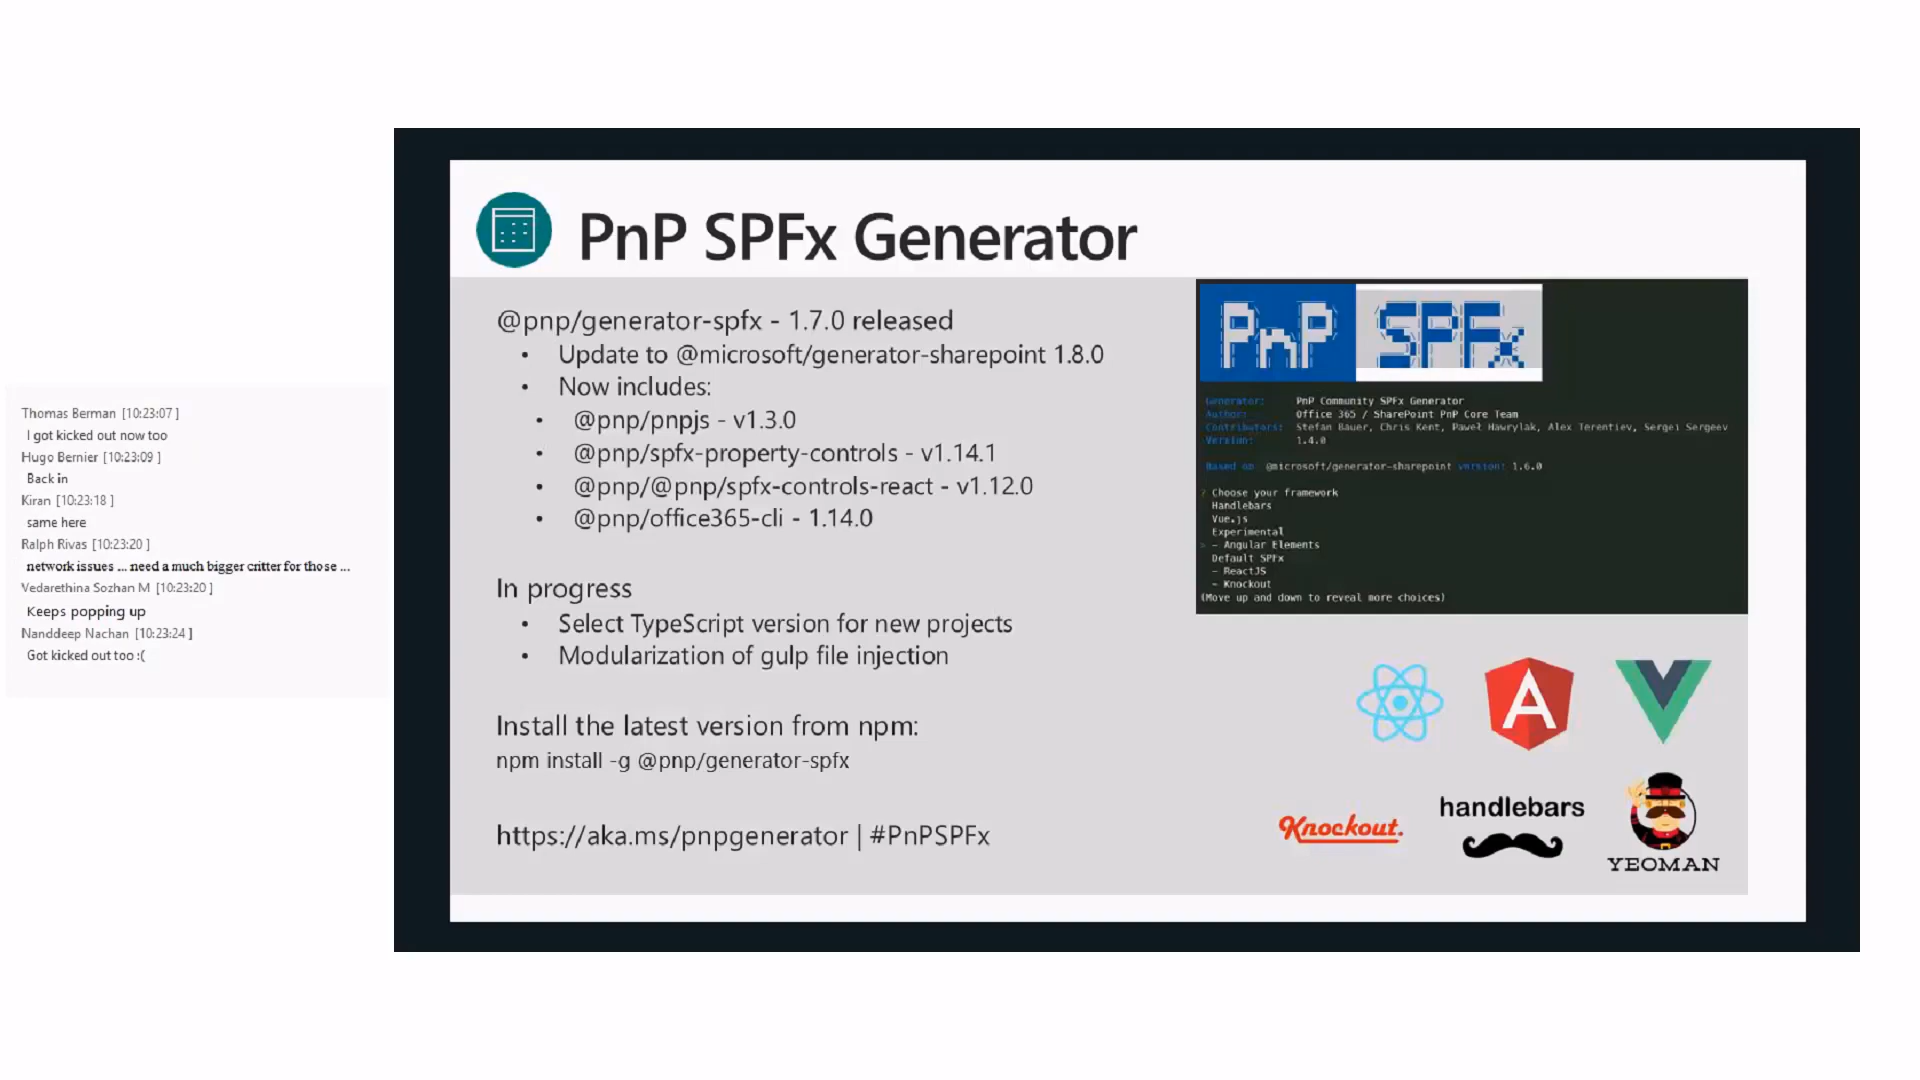 Thomas Berman [10:23:07 ]
I got kicked out now too
Hugo Bernier [10:23:09 ]
Back in
Kiran [10:23:18 ]
same here
Ralph Rivas [10:23:20 ]
network issues ... need a much bigger critter for those ...
Vedarethina Sozhan M [10:23:20 ]
Keeps popping up
Nanddeep Nachan [10:23:24 ]
Got kicked out too :(
PnP SPFx Generator
@pnp/generator-spfx - 1.7.0 released
• Update to @microsoft/generator-sharepoint 1.8.0
• Now includes:
• @pnp/pnpjs - v1.3.0
• @pnp/spfx-property-controls - v1.14.1
• @pnp/@pnp/spfx-controls-react - v1.12.0
• @pnp/office365-cli - 1.14.0
In progress
• Select TypeScript version for new projects
• Modularization of gulp file injection
Install the latest version from npm:
npm install -g @pnp/generator-spfx
https://aka.ms/pnpgenerator | #PnPSPFx
PnP SPFx
Generator: PnP Community SPFx Generator
Author: Office 365 / SharePoint PnP Core Team
Contributors: Stefan Bauer, Chris Kent, Paweł Hawrylak, Alex Terentiev, Sergei Sergeev
Version: 1.4.0
Based on @microsoft/generator-sharepoint version: 1.6.0
? Choose your framework
Handlebars
Vue.js
Experimental
> - Angular Elements
Default SPFx
- ReactJS
- Knockout
(Move up and down to reveal more choices)
A
Knockout.
handlebars
YEOMAN